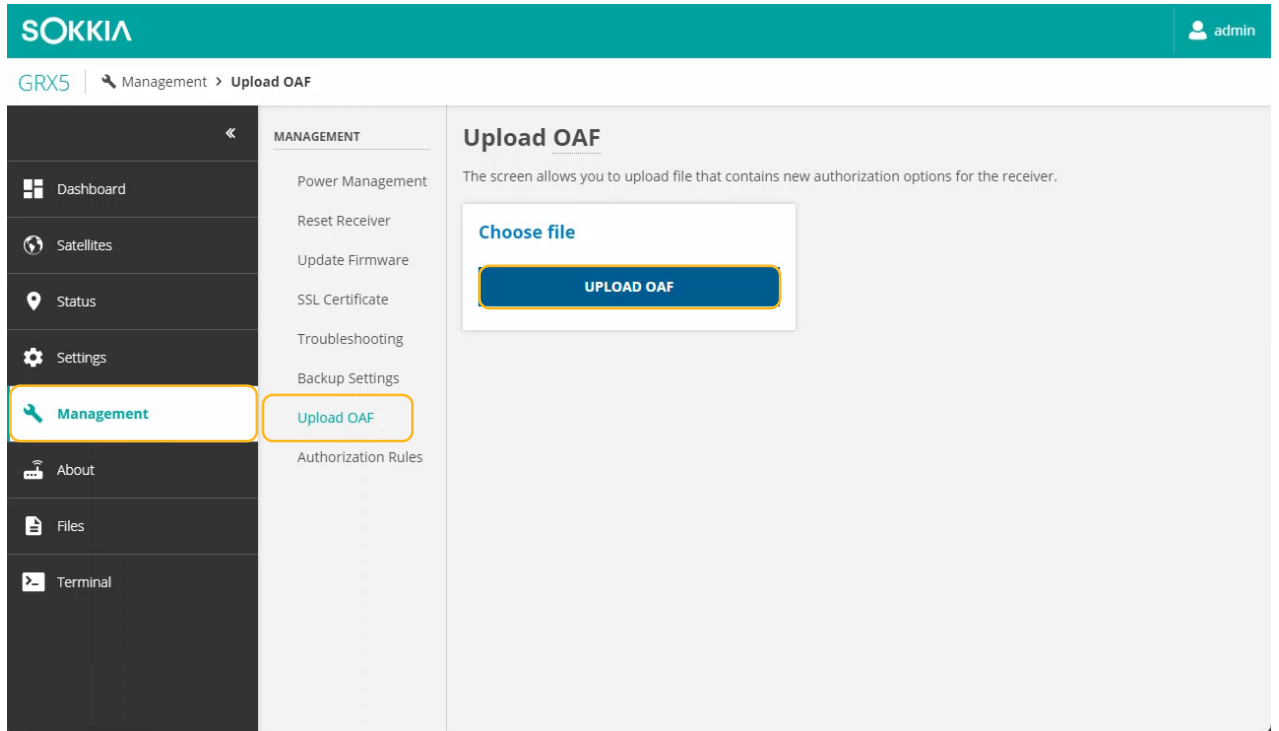 SOKKIA
admin
GRX5 Management > Upload OAF
Dashboard
Satellites
Status
Settings
Management
About
Files
Terminal
MANAGEMENT
Power Management
Reset Receiver
Update Firmware
SSL Certificate
Troubleshooting
Backup Settings
Upload OAF
Authorization Rules
Upload OAF
The screen allows you to upload file that contains new authorization options for the receiver.
Choose file
UPLOAD OAF